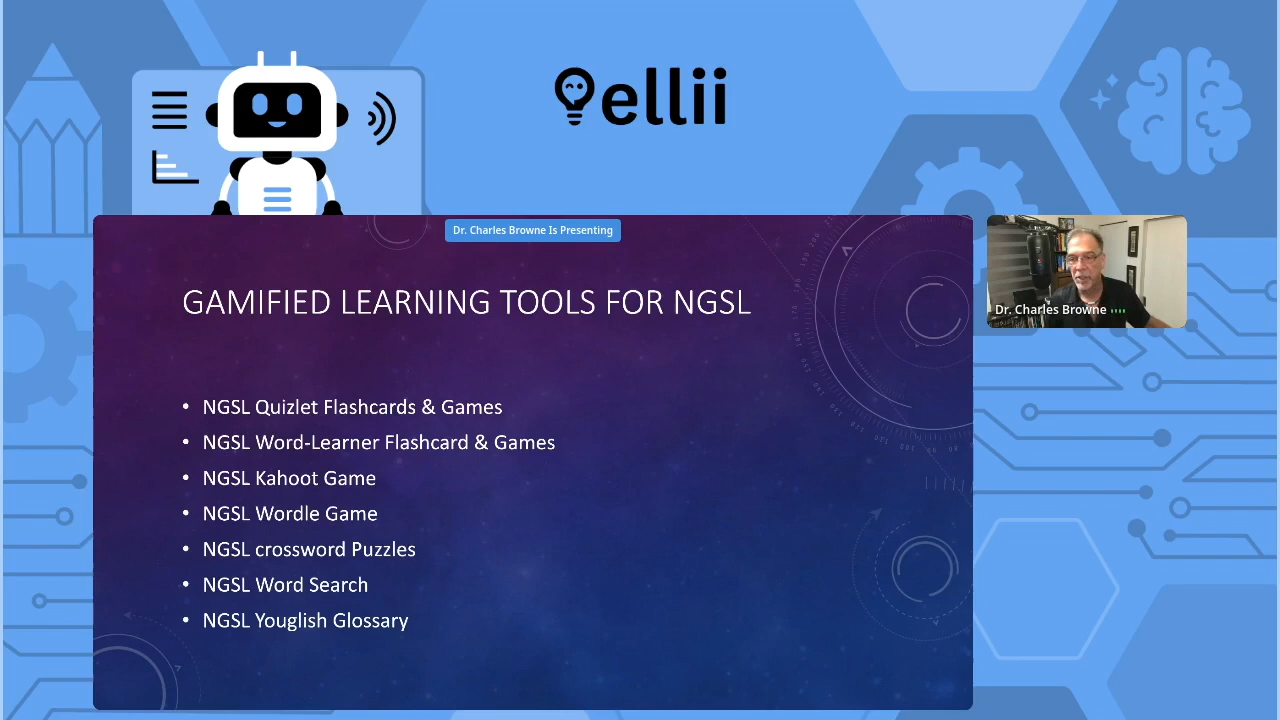 ellii
Dr. Charles Browne Is Presenting
GAMIFIED LEARNING TOOLS FOR NGSL
• NGSL Quizlet Flashcards & Games
• NGSL Word-Learner Flashcard & Games
• NGSL Kahoot Game
• NGSL Wordle Game
• NGSL crossword Puzzles
• NGSL Word Search
• NGSL Youglish Glossary
Dr. Charles Browne